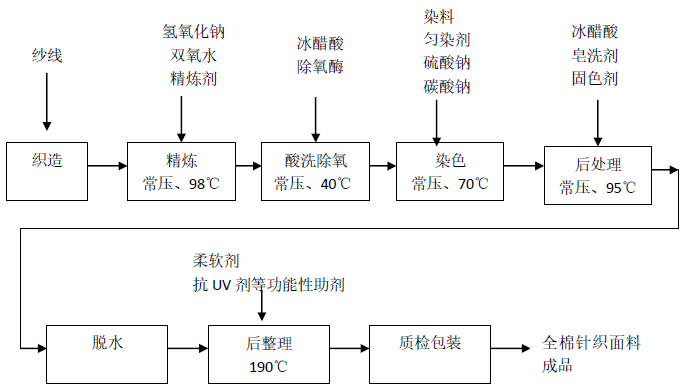 纱线
织造
氢氧化钠
双氧水
精炼剂
精炼
常压、98℃
冰醋酸
除氧酶
酸洗除氧
常压、40℃
染料
匀染剂
硫酸钠
碳酸钠
染色
常压、70℃
冰醋酸
皂洗剂
固色剂
后处理
常压、95℃
脱水
柔软剂
抗UV剂等功能性助剂
后整理
190℃
质检包装
全棉针织面料
成品